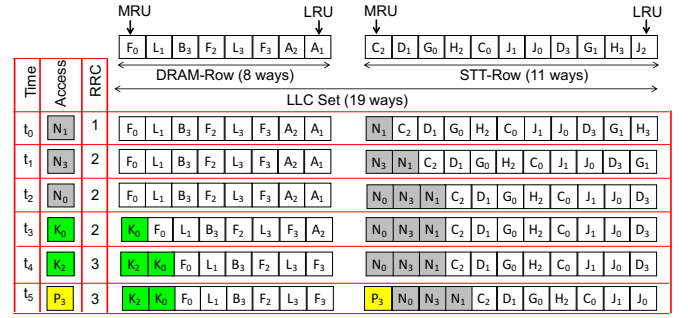 MRU LRU MRU LRU
F₀ L₁ B₃ F₂ L₃ F₃ A₂ A₁ C₂ D₁ G₀ H₂ C₀ J₁ J₀ D₃ G₁ H₃ J₂
Time Access RRC DRAM-Row (8 ways) STT-Row (11 ways)
LLC Set (19 ways)
t₀ N₁ 1 F₀ L₁ B₃ F₂ L₃ F₃ A₂ A₁ N₁ C₂ D₁ G₀ H₂ C₀ J₁ J₀ D₃ G₁ H₃
t₁ N₃ 2 F₀ L₁ B₃ F₂ L₃ F₃ A₂ A₁ N₃ N₁ C₂ D₁ G₀ H₂ C₀ J₁ J₀ D₃ G₁
t₂ N₀ 2 F₀ L₁ B₃ F₂ L₃ F₃ A₂ A₁ N₀ N₃ N₁ C₂ D₁ G₀ H₂ C₀ J₁ J₀ D₃
t₃ K₀ 2 K₀ F₀ L₁ B₃ F₂ L₃ F₃ A₂ N₀ N₃ N₁ C₂ D₁ G₀ H₂ C₀ J₁ J₀ D₃
t₄ K₂ 3 K₂ K₀ F₀ L₁ B₃ F₂ L₃ F₃ N₀ N₃ N₁ C₂ D₁ G₀ H₂ C₀ J₁ J₀ D₃
t₅ P₃ 3 K₂ K₀ F₀ L₁ B₃ F₂ L₃ F₃ P₃ N₀ N₃ N₁ C₂ D₁ G₀ H₂ C₀ J₁ J₀